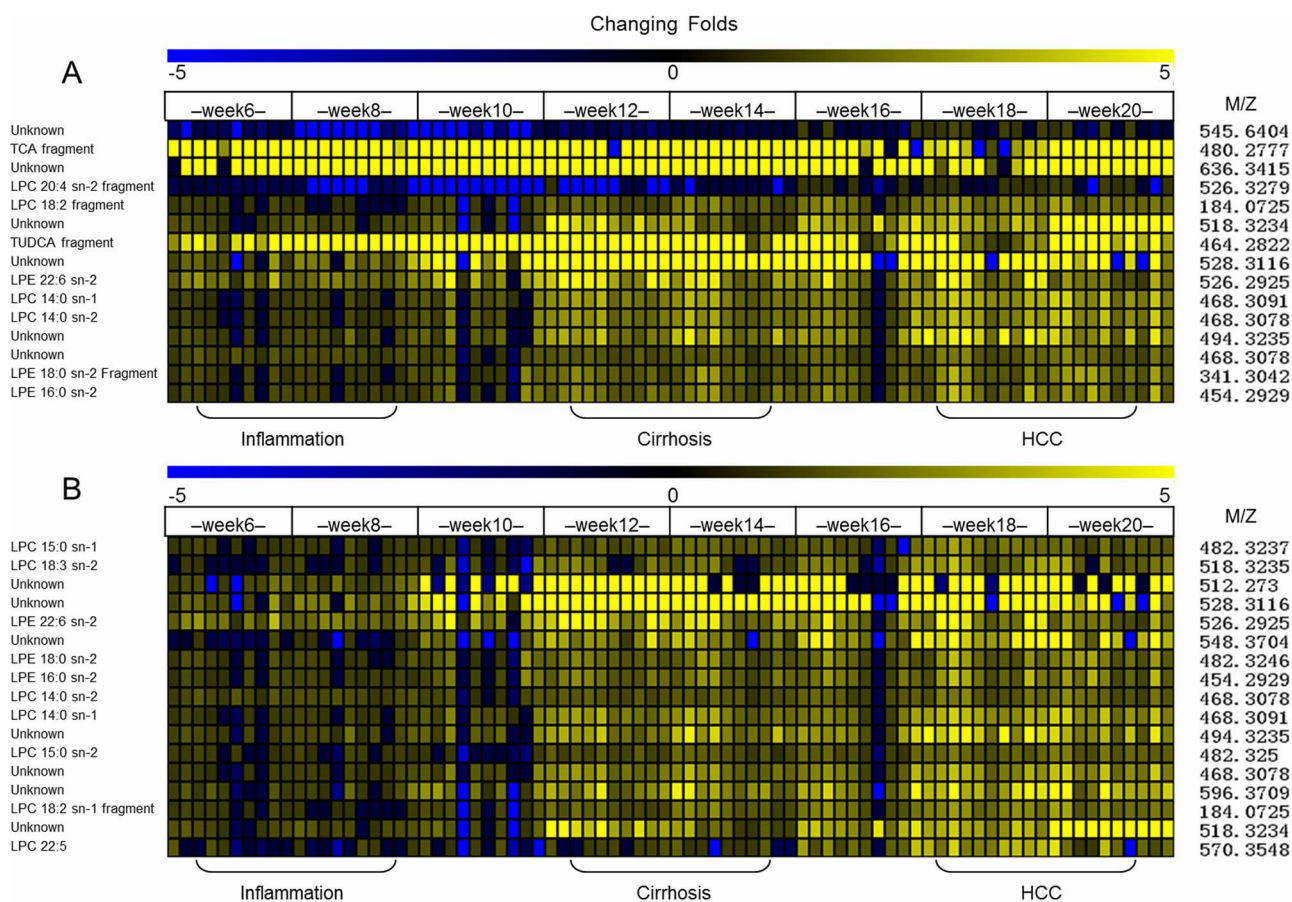 Changing Folds
A
-5 0 5
–week6– –week8– –week10– –week12– –week14– –week16– –week18– –week20– M/Z
Unknown 545.6404
TCA fragment 480.2777
Unknown 636.3415
LPC 20:4 sn-2 fragment 526.3279
LPC 18:2 fragment 184.0725
Unknown 518.3234
TUDCA fragment 464.2822
Unknown 528.3116
LPE 22:6 sn-2 526.2925
LPC 14:0 sn-1 468.3091
LPC 14:0 sn-2 468.3078
Unknown 494.3235
Unknown 468.3078
LPE 18:0 sn-2 Fragment 341.3042
LPE 16:0 sn-2 454.2929
Inflammation Cirrhosis HCC
B
-5 0 5
–week6– –week8– –week10– –week12– –week14– –week16– –week18– –week20– M/Z
LPC 15:0 sn-1 482.3237
LPC 18:3 sn-2 518.3235
Unknown 512.273
Unknown 528.3116
LPE 22:6 sn-2 526.2925
Unknown 548.3704
LPE 18:0 sn-2 482.3246
LPE 16:0 sn-2 454.2929
LPC 14:0 sn-2 468.3078
LPC 14:0 sn-1 468.3091
Unknown 494.3235
LPC 15:0 sn-2 482.325
Unknown 468.3078
Unknown 596.3709
LPC 18:2 sn-1 fragment 184.0725
Unknown 518.3234
LPC 22:5 570.3548
Inflammation Cirrhosis HCC